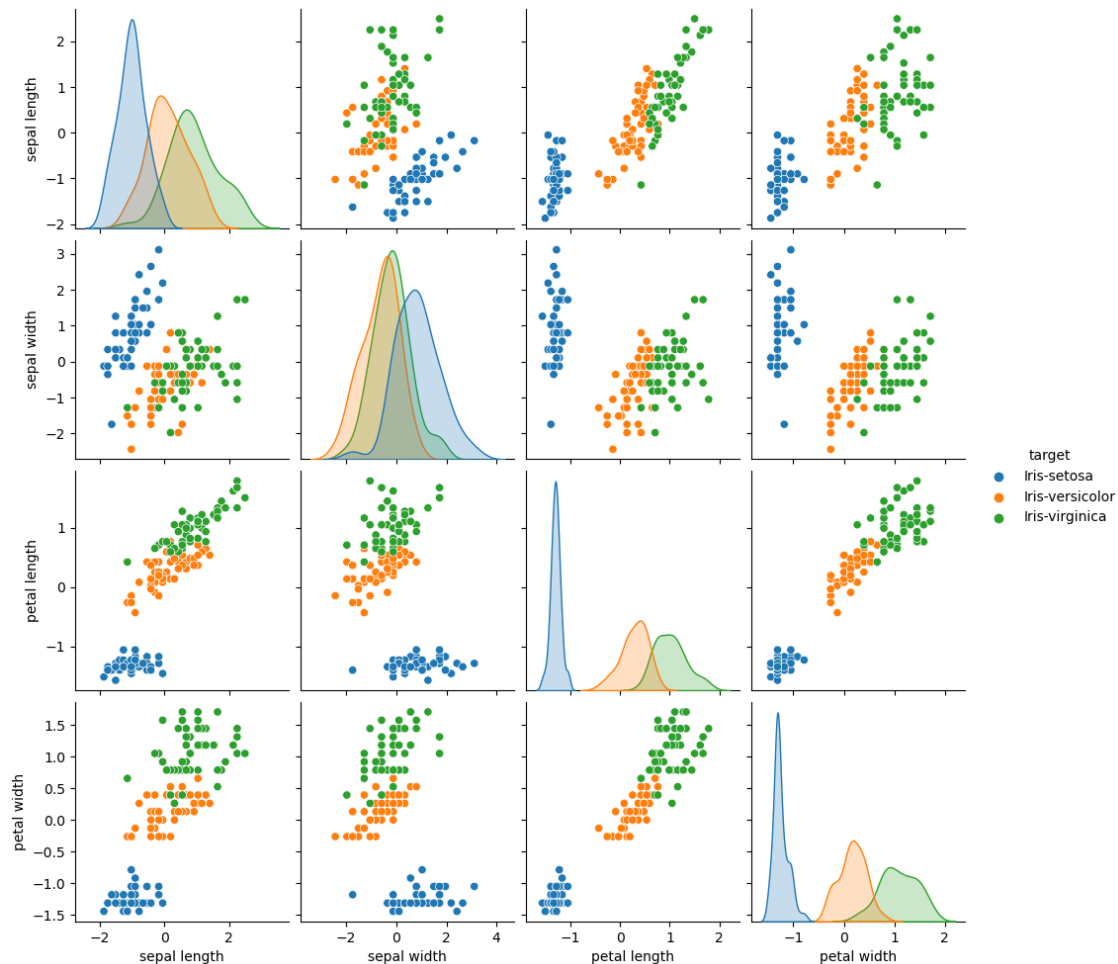 sepal length
2
1
0
−1
−2
sepal width
3
2
1
0
−1
−2
target
Iris-setosa
Iris-versicolor
Iris-virginica
petal length
1
0
−1
petal width
1.5
1.0
0.5
0.0
−0.5
−1.0
−1.5
−2 0 2 −2 0 2 4 −1 0 1 2 −1 0 1 2
sepal length sepal width petal length petal width